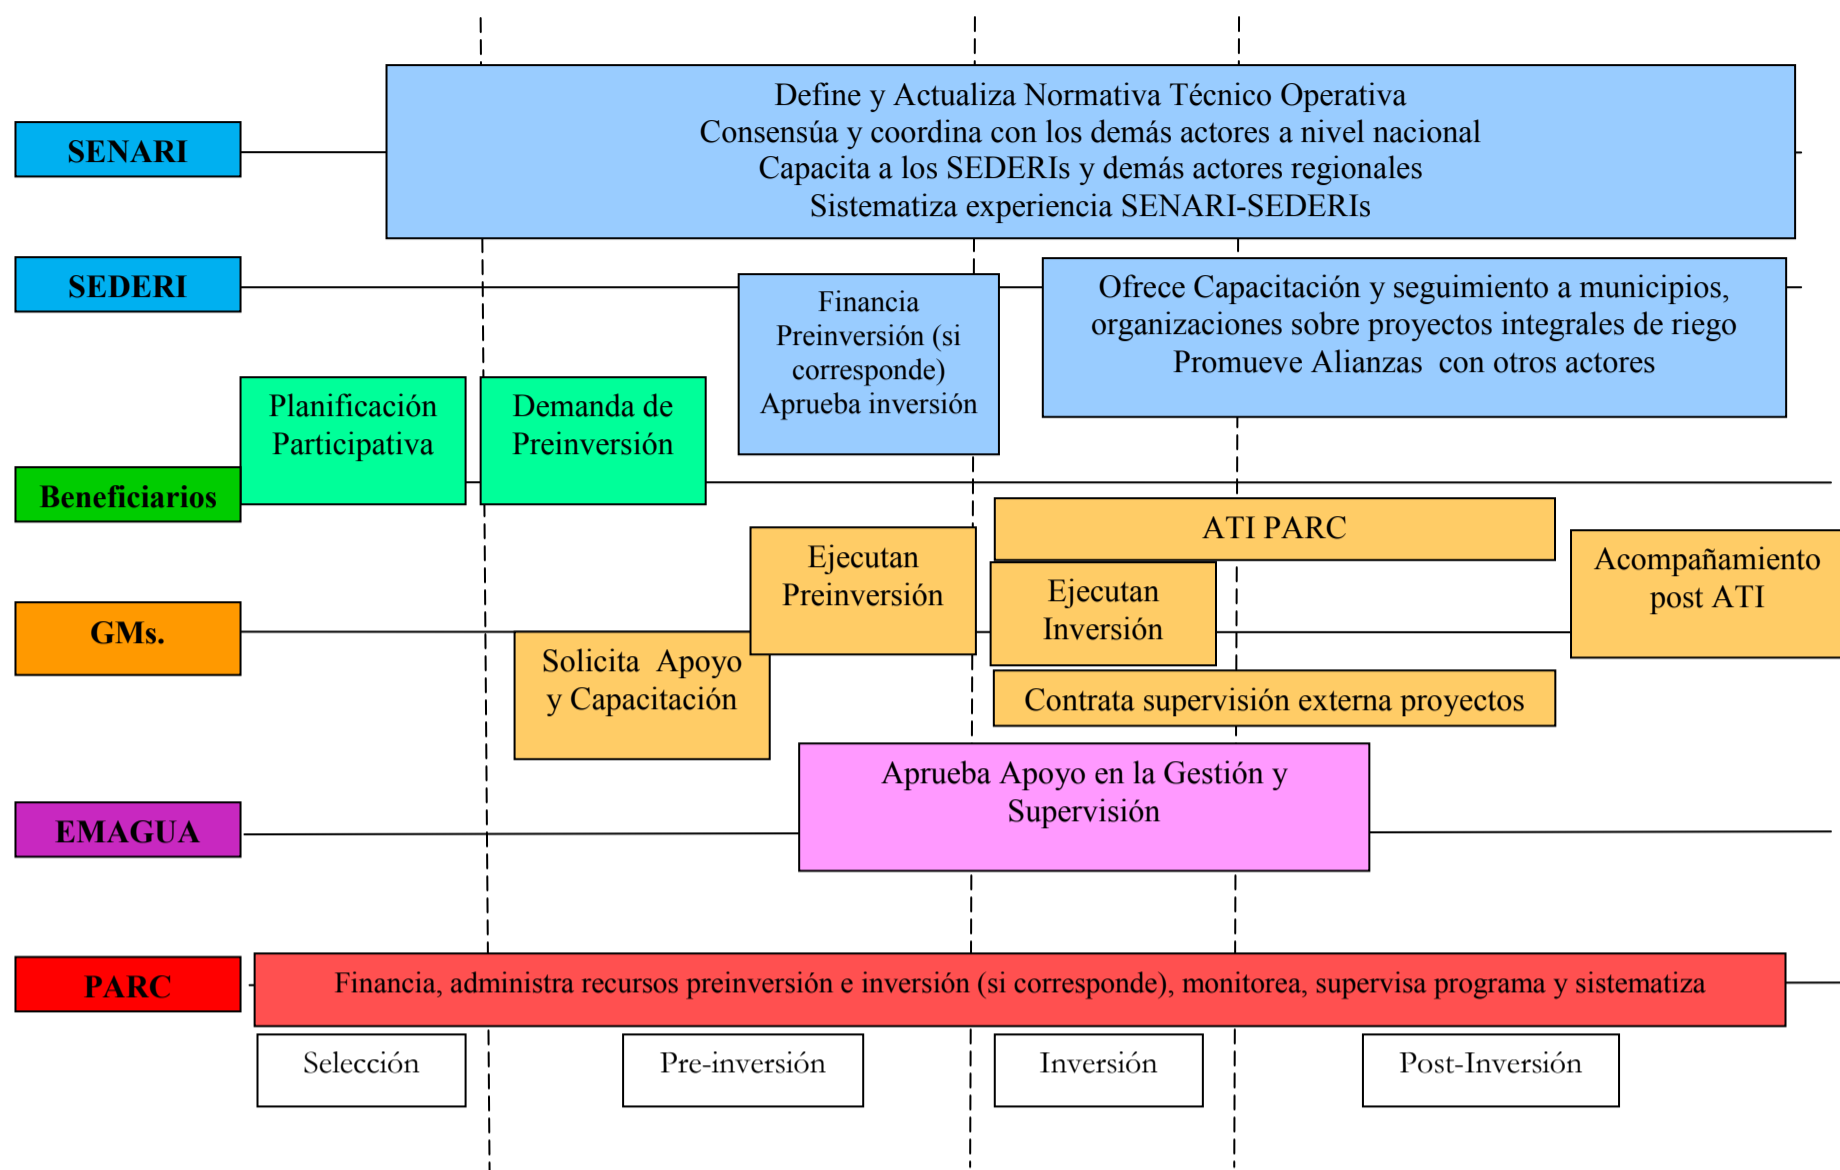 Define y Actualiza Normativa Técnico Operativa
Consensúa y coordina con los demás actores a nivel nacional
Capacita a los SEDERIs y demás actores regionales
Sistematiza experiencia SENARI-SEDERIs
SENARI
SEDERI
Financia
Preinversión (si
corresponde)
Aprueba inversión
Ofrece Capacitación y seguimiento a municipios,
organizaciones sobre proyectos integrales de riego
Promueve Alianzas con otros actores
Beneficiarios
Planificación
Participativa
Demanda de
Preinversión
GMs.
Solicita Apoyo
y Capacitación
Ejecutan
Preinversión
ATI PARC
Ejecutan
Inversión
Contrata supervisión externa proyectos
Acompañamiento
post ATI
EMAGUA
Aprueba Apoyo en la Gestión y
Supervisión
PARC
Financia, administra recursos preinversión e inversión (si corresponde), monitorea, supervisa programa y sistematiza
Selección
Pre-inversión
Inversión
Post-Inversión